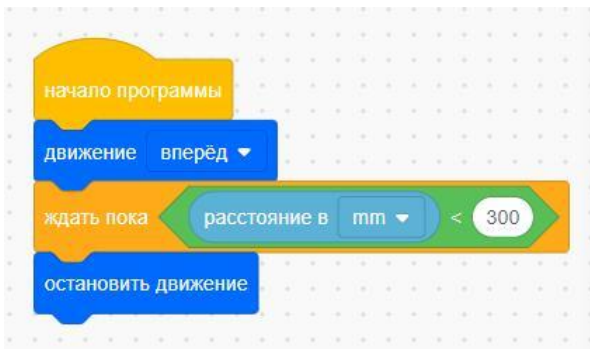 начало программы
движение вперёд
ждать пока расстояние в mm < 300
остановить движение